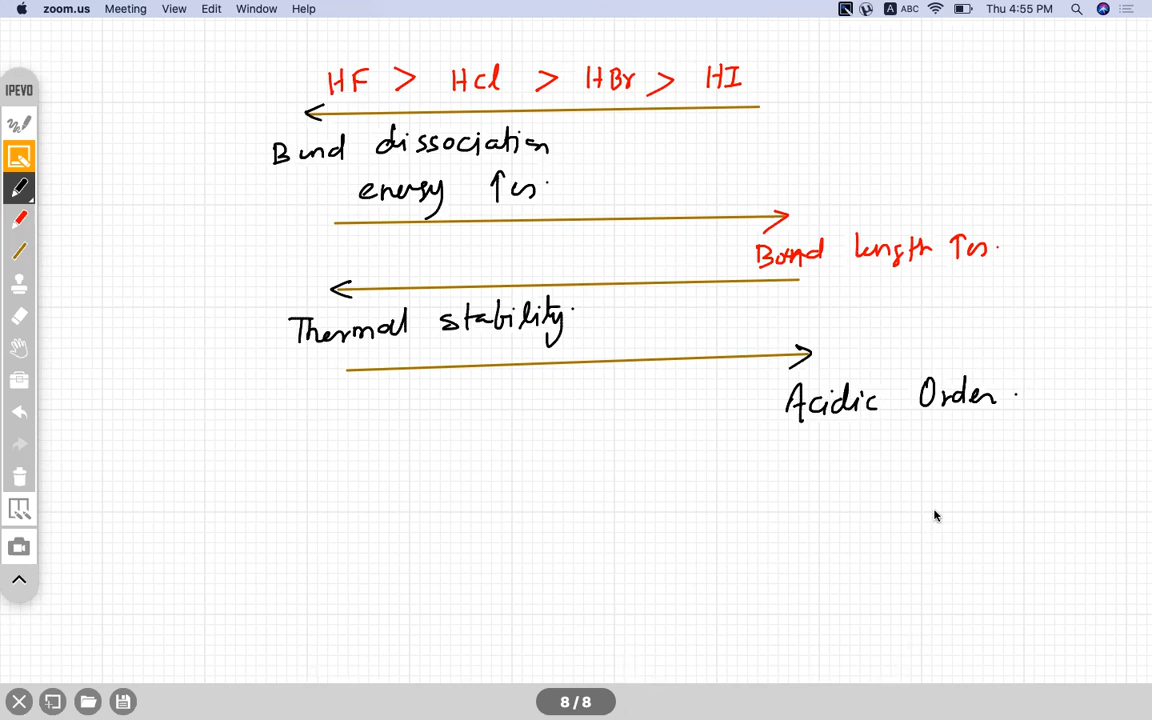 zoom.us Meeting View Edit Window Help ABC Thu 4:55 PM
IPEVO
HF > HCl > HBr > HI
Bond dissociation
energy ↑es.
Bond length ↑es.
Thermal stability.
Acidic Order.
8 / 8